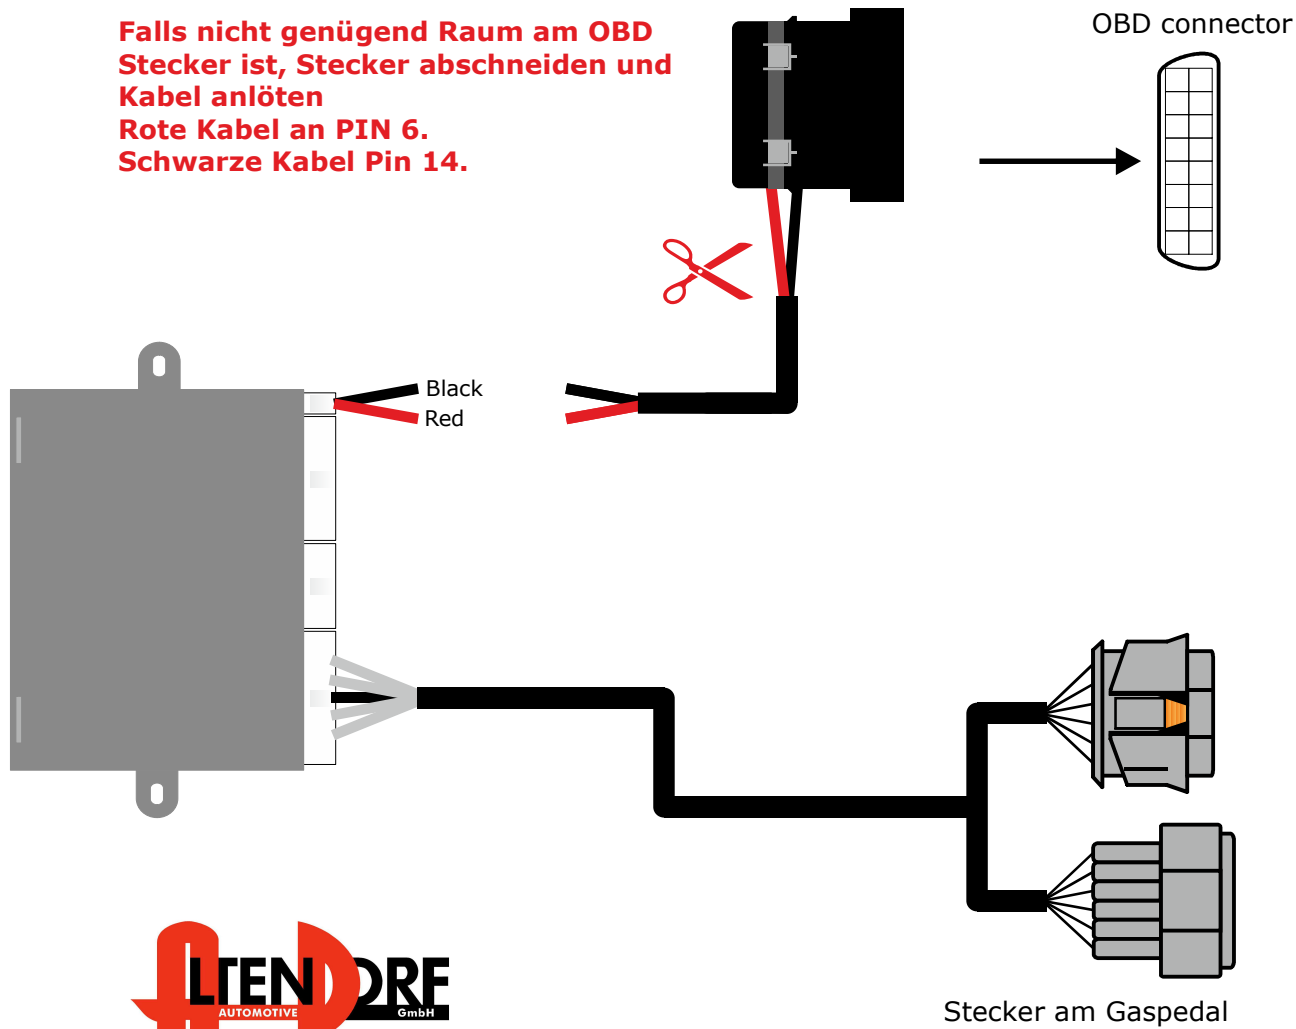 Falls nicht genügend Raum am OBD
Stecker ist, Stecker abschneiden und
Kabel anlöten
Rote Kabel an PIN 6.
Schwarze Kabel Pin 14.
OBD connector
Black
Red
ALTENDORF
AUTOMOTIVE GmbH
Stecker am Gaspedal